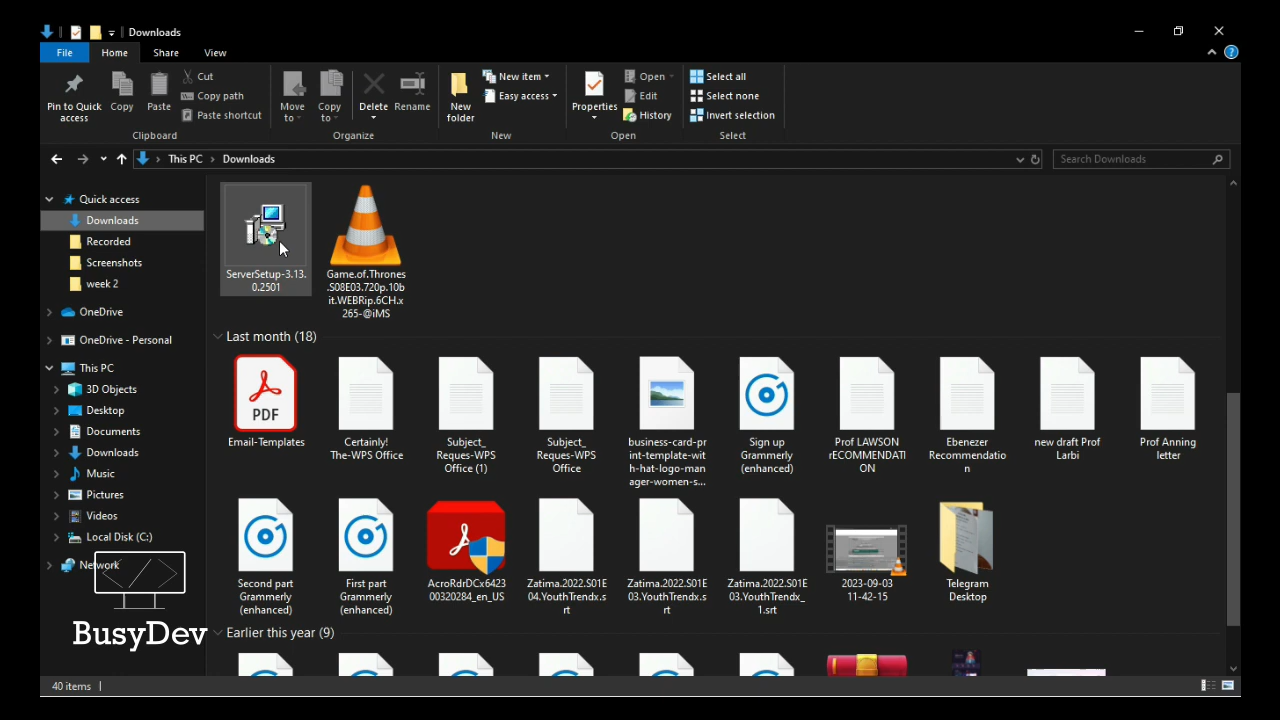 Downloads
File
Home
Share
View
Pin to Quick
access
Copy
Paste
Cut
Copy path
Paste shortcut
Clipboard
Move
to
Copy
to
Delete
Rename
Organize
New
folder
New item
Easy access
New
Properties
Open
Edit
History
Open
Select all
Select none
Invert selection
Select
This PC
Downloads
Search Downloads
Quick access
Downloads
Recorded
Screenshots
week 2
OneDrive
OneDrive - Personal
This PC
3D Objects
Desktop
Documents
Downloads
Music
Pictures
Videos
Local Disk (C:)
Network
BusyDev
ServerSetup-3.13.
0.2501
Game.of.Thrones
.S08E03.720p.10b
it.WEBRip.6CH.x
265-@iMS
Last month (18)
PDF
Email-Templates
Certainly!
The-WPS Office
Subject_
Reques-WPS
Office (1)
Subject_
Reques-WPS
Office
business-card-pr
int-template-wit
h-hat-logo-man
ager-women-s...
Sign up
Grammerly
(enhanced)
Prof LAWSON
rECOMMENDATI
ON
Ebenezer
Recommendatio
n
new draft Prof
Larbi
Prof Anning
letter
Second part
Grammerly
(enhanced)
First part
Grammerly
(enhanced)
AcroRdrDCx6423
00320284_en_US
Zatima.2022.S01E
04.YouthTrendx.s
rt
Zatima.2022.S01E
03.YouthTrendx.s
rt
Zatima.2022.S01E
03.YouthTrendx_
1.srt
2023-09-03
11-42-15
Telegram
Desktop
Earlier this year (9)
40 items